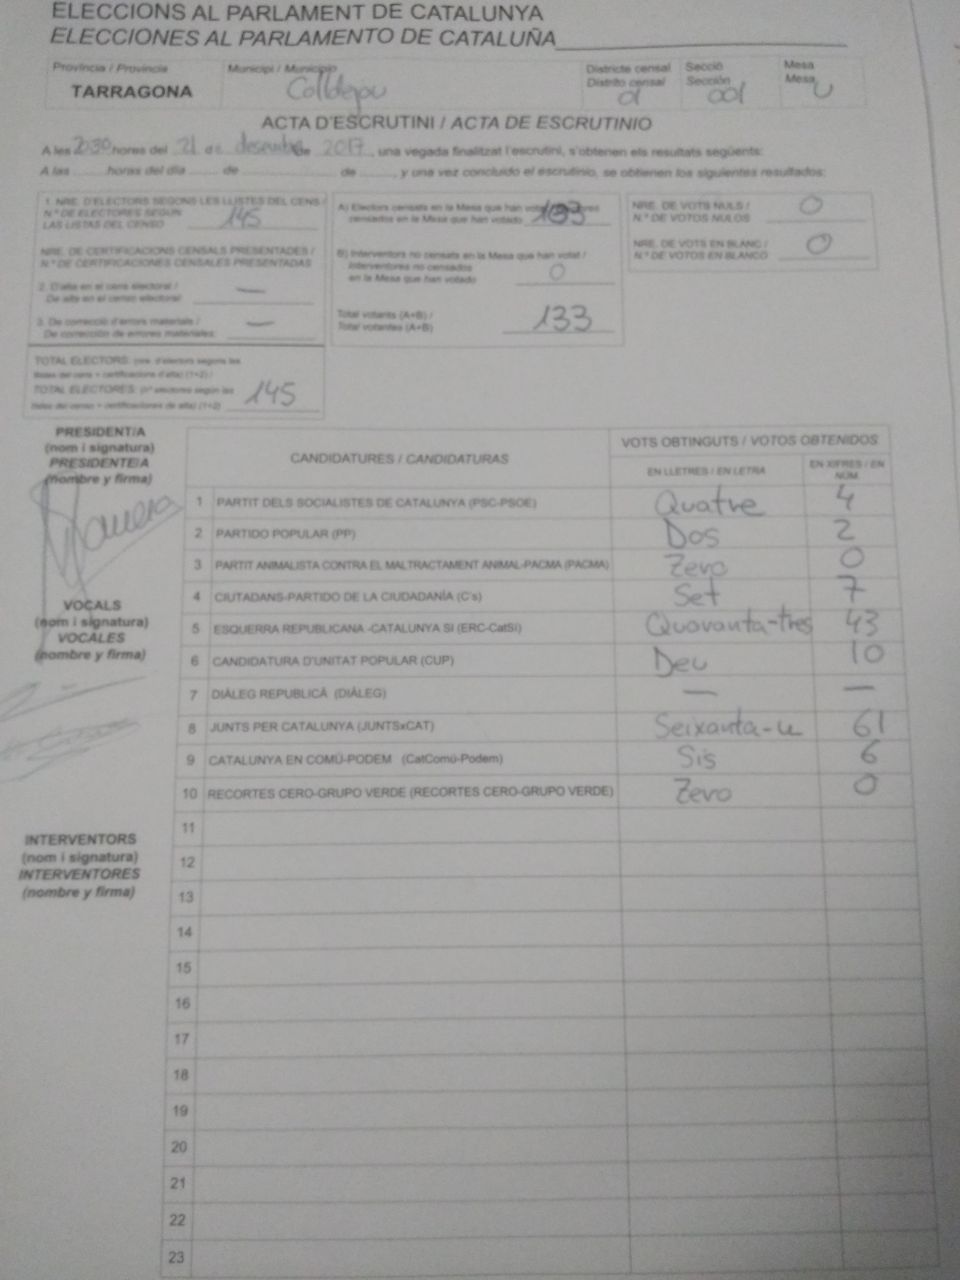 ELECCIONS AL PARLAMENT DE CATALUNYA
ELECCIONES AL PARLAMENTO DE CATALUÑA
Província / Provincia
TARRAGONA
Municipi / Municipio
Colldejou
Districte censal
Distrito censal
01
Secció
Sección
001
Mesa
Mesa
U
ACTA D'ESCRUTINI / ACTA DE ESCRUTINIO
A les 20:30 hores del 21 de desembre de 2017, una vegada finalitzat l'escrutini, s'obtenen els resultats següents:
A las ...... horas del día ...... de ............ de ......, y una vez concluido el escrutinio, se obtienen los siguientes resultados:
1. NRE. D'ELECTORS SEGONS LES LLISTES DEL CENS /
N.º DE ELECTORES SEGÚN
LAS LISTAS DEL CENSO 145
NRE. DE CERTIFICACIONS CENSALS PRESENTADES /
N.º DE CERTIFICACIONES CENSALES PRESENTADAS
2. D'alta en el cens electoral /
De alta en el censo electoral: —
3. De correcció d'errors materials /
De corrección de errores materiales: —
TOTAL ELECTORS: (nre. d'electors segons les
llistes del cens + certificacions d'alta) (1+2) /
TOTAL ELECTORES: (n.º electores según las
listas del censo + certificaciones de alta) (1+2) 145
A) Electors censats en la Mesa que han votat / Electores
censados en la Mesa que han votado 133
B) Interventors no censats en la Mesa que han votat /
Interventores no censados
en la Mesa que han votado 0
Total votants (A+B) /
Total votantes (A+B) 133
NRE. DE VOTS NULS /
N.º DE VOTOS NULOS 0
NRE. DE VOTS EN BLANC /
N.º DE VOTOS EN BLANCO 0
PRESIDENT/A
(nom i signatura)
PRESIDENTE/A
(nombre y firma)
VOCALS
(nom i signatura)
VOCALES
(nombre y firma)
INTERVENTORS
(nom i signatura)
INTERVENTORES
(nombre y firma)
CANDIDATURES / CANDIDATURAS
VOTS OBTINGUTS / VOTOS OBTENIDOS
EN LLETRES / EN LETRA
EN XIFRES / EN NÚM.
1 PARTIT DELS SOCIALISTES DE CATALUNYA (PSC-PSOE) Quatre 4
2 PARTIDO POPULAR (PP) Dos 2
3 PARTIT ANIMALISTA CONTRA EL MALTRACTAMENT ANIMAL-PACMA (PACMA) Zero 0
4 CIUTADANS-PARTIDO DE LA CIUDADANÍA (C's) Set 7
5 ESQUERRA REPUBLICANA -CATALUNYA SÍ (ERC-CatSí) Quaranta-tres 43
6 CANDIDATURA D'UNITAT POPULAR (CUP) Deu 10
7 DIÀLEG REPUBLICÀ (DIÀLEG) — —
8 JUNTS PER CATALUNYA (JUNTSxCAT) Seixanta-u 61
9 CATALUNYA EN COMÚ-PODEM (CatComú-Podem) Sis 6
10 RECORTES CERO-GRUPO VERDE (RECORTES CERO-GRUPO VERDE) Zero 0
11
12
13
14
15
16
17
18
19
20
21
22
23